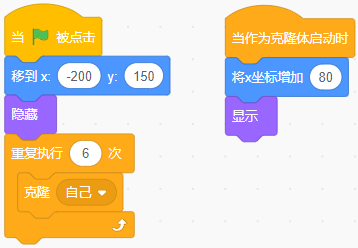 当 被点击
移到 x: -200 y: 150
隐藏
重复执行 6 次
克隆 自己
当作为克隆体启动时
将x坐标增加 80
显示